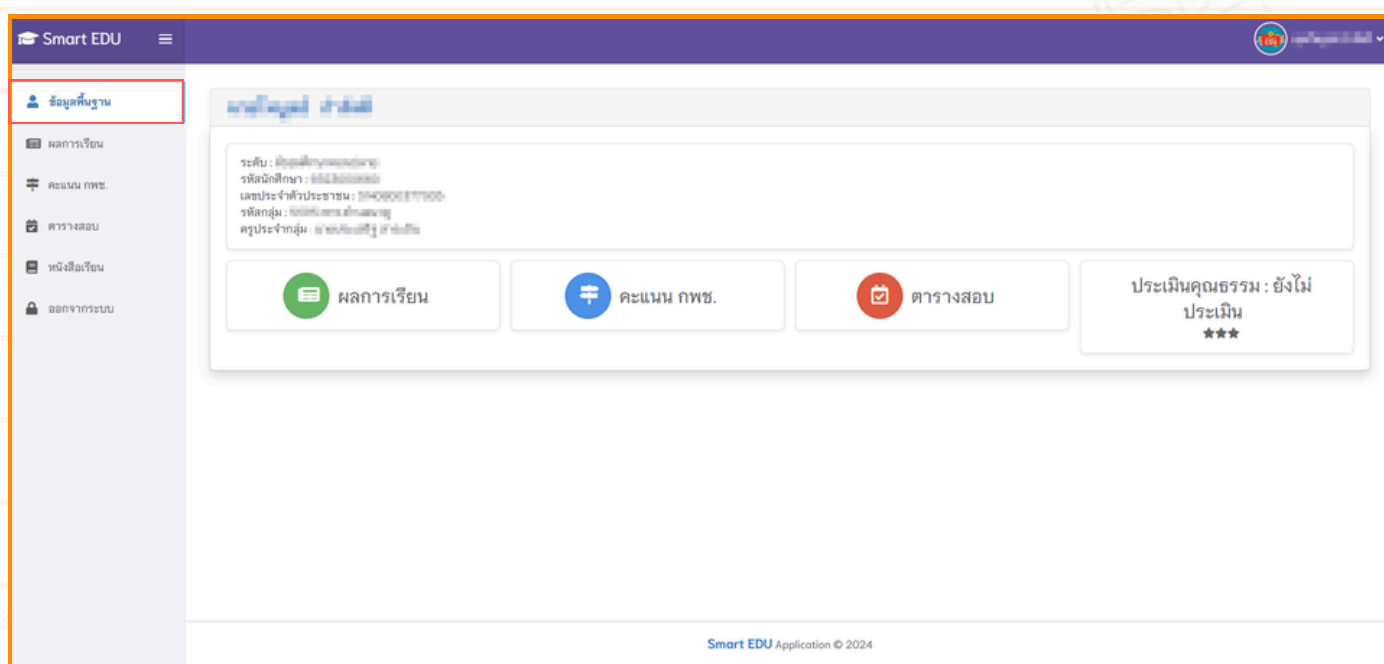 Smart EDU
ข้อมูลพื้นฐาน
ผลการเรียน
คะแนน กพช.
ตารางสอบ
หนังสือเรียน
ออกจากระบบ
ระดับ :
รหัสนักศึกษา :
เลขประจำตัวประชาชน :
รหัสกลุ่ม :
ครูประจำกลุ่ม :
ผลการเรียน
คะแนน กพช.
ตารางสอบ
ประเมินคุณธรรม : ยังไม่
ประเมิน
Smart EDU Application © 2024